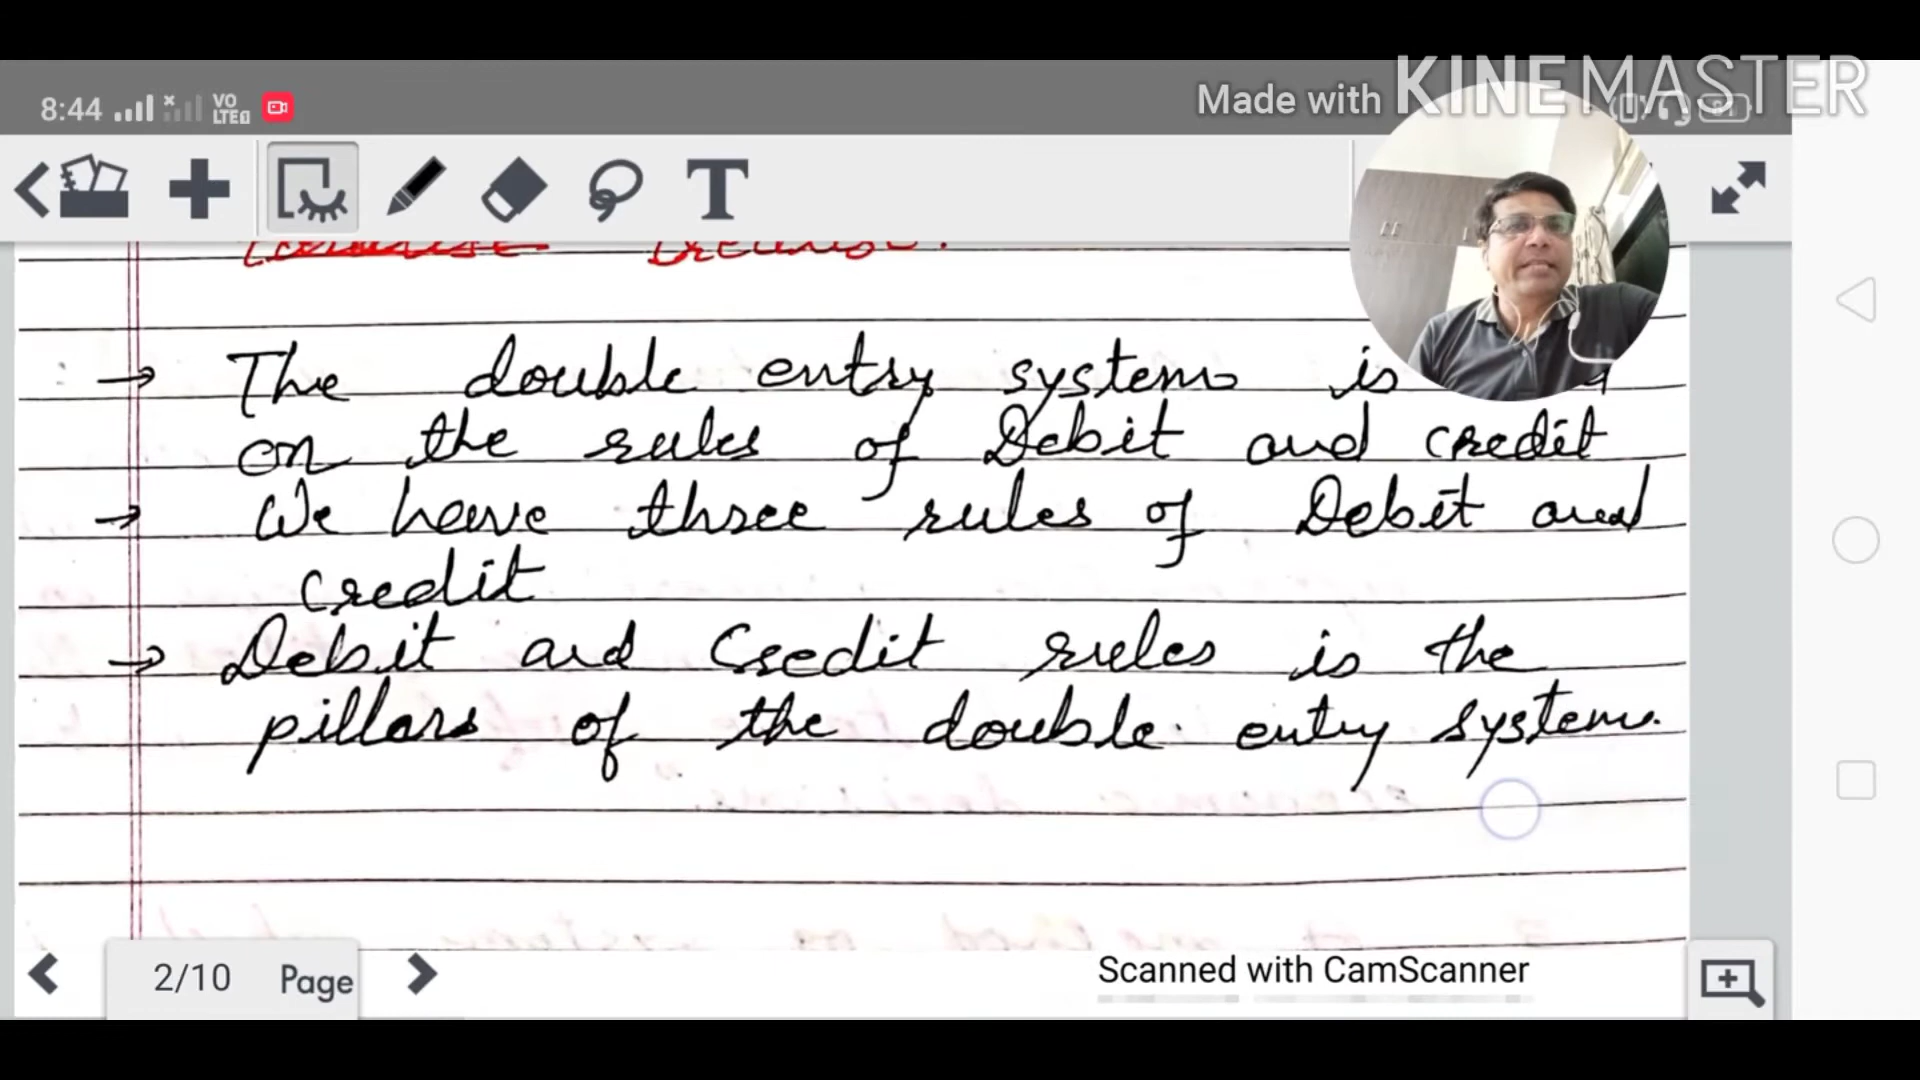 Made with KINEMASTER
8:44 VO LTE
T
→ The double entry system is
on the rules of Debit and credit
→ We have three rules of Debit and
credit
→ Debit and Credit rules is the
pillars of the double entry system.
2/10 Page
Scanned with CamScanner